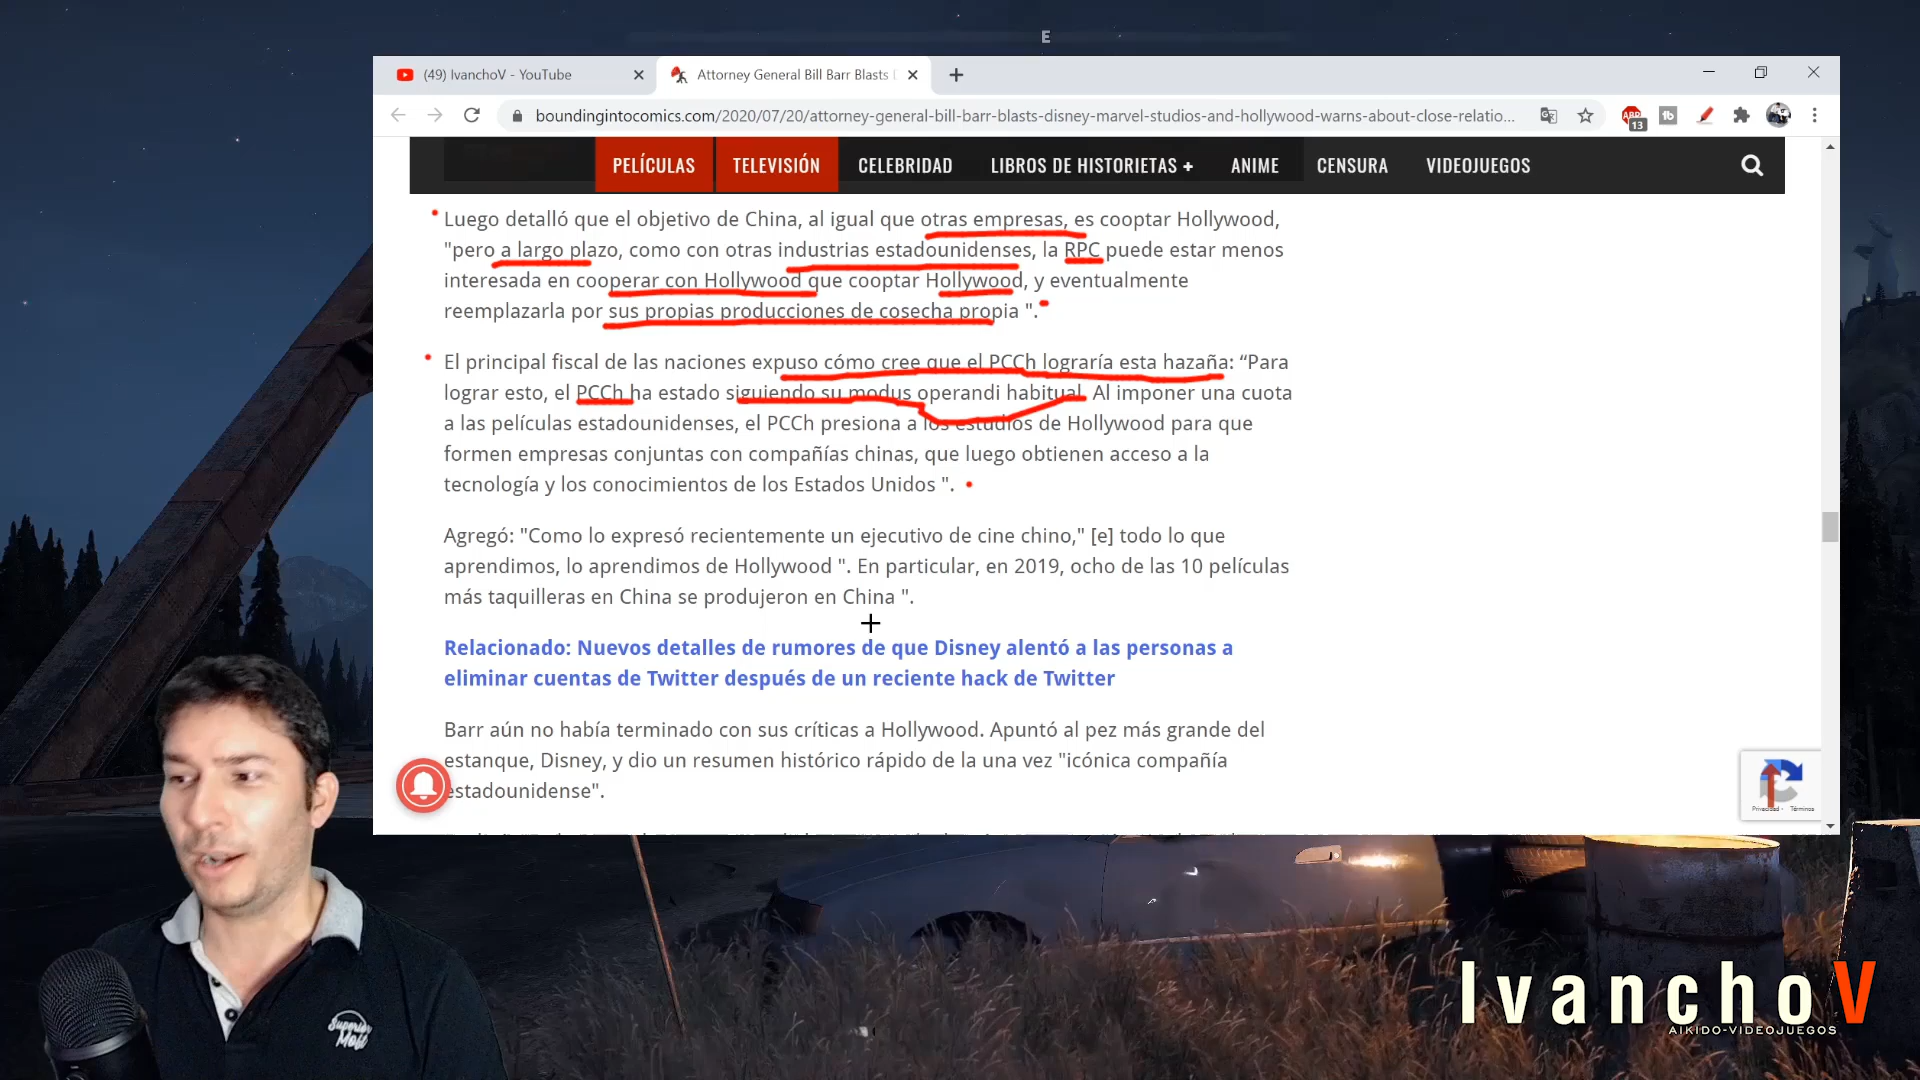 E
(49) IvanchoV - YouTube
Attorney General Bill Barr Blasts
boundingintocomics.com/2020/07/20/attorney-general-bill-barr-blasts-disney-marvel-studios-and-hollywood-warns-about-close-relatio...
ABP
13
tb
PELÍCULAS TELEVISIÓN CELEBRIDAD LIBROS DE HISTORIETAS + ANIME CENSURA VIDEOJUEGOS
Luego detalló que el objetivo de China, al igual que otras empresas, es cooptar Hollywood,
"pero a largo plazo, como con otras industrias estadounidenses, la RPC puede estar menos
interesada en cooperar con Hollywood que cooptar Hollywood, y eventualmente
reemplazarla por sus propias producciones de cosecha propia ".
El principal fiscal de las naciones expuso cómo cree que el PCCh lograría esta hazaña: “Para
lograr esto, el PCCh ha estado siguiendo su modus operandi habitual. Al imponer una cuota
a las películas estadounidenses, el PCCh presiona a los estudios de Hollywood para que
formen empresas conjuntas con compañías chinas, que luego obtienen acceso a la
tecnología y los conocimientos de los Estados Unidos ".
Agregó: "Como lo expresó recientemente un ejecutivo de cine chino," [e] todo lo que
aprendimos, lo aprendimos de Hollywood ". En particular, en 2019, ocho de las 10 películas
más taquilleras en China se produjeron en China ".
Relacionado: Nuevos detalles de rumores de que Disney alentó a las personas a
eliminar cuentas de Twitter después de un reciente hack de Twitter
Barr aún no había terminado con sus críticas a Hollywood. Apuntó al pez más grande del
estanque, Disney, y dio un resumen histórico rápido de la una vez "icónica compañía
estadounidense".
Privacidad - Términos
Superior
Most
IvanchoV
AIKIDO-VIDEOJUEGOS